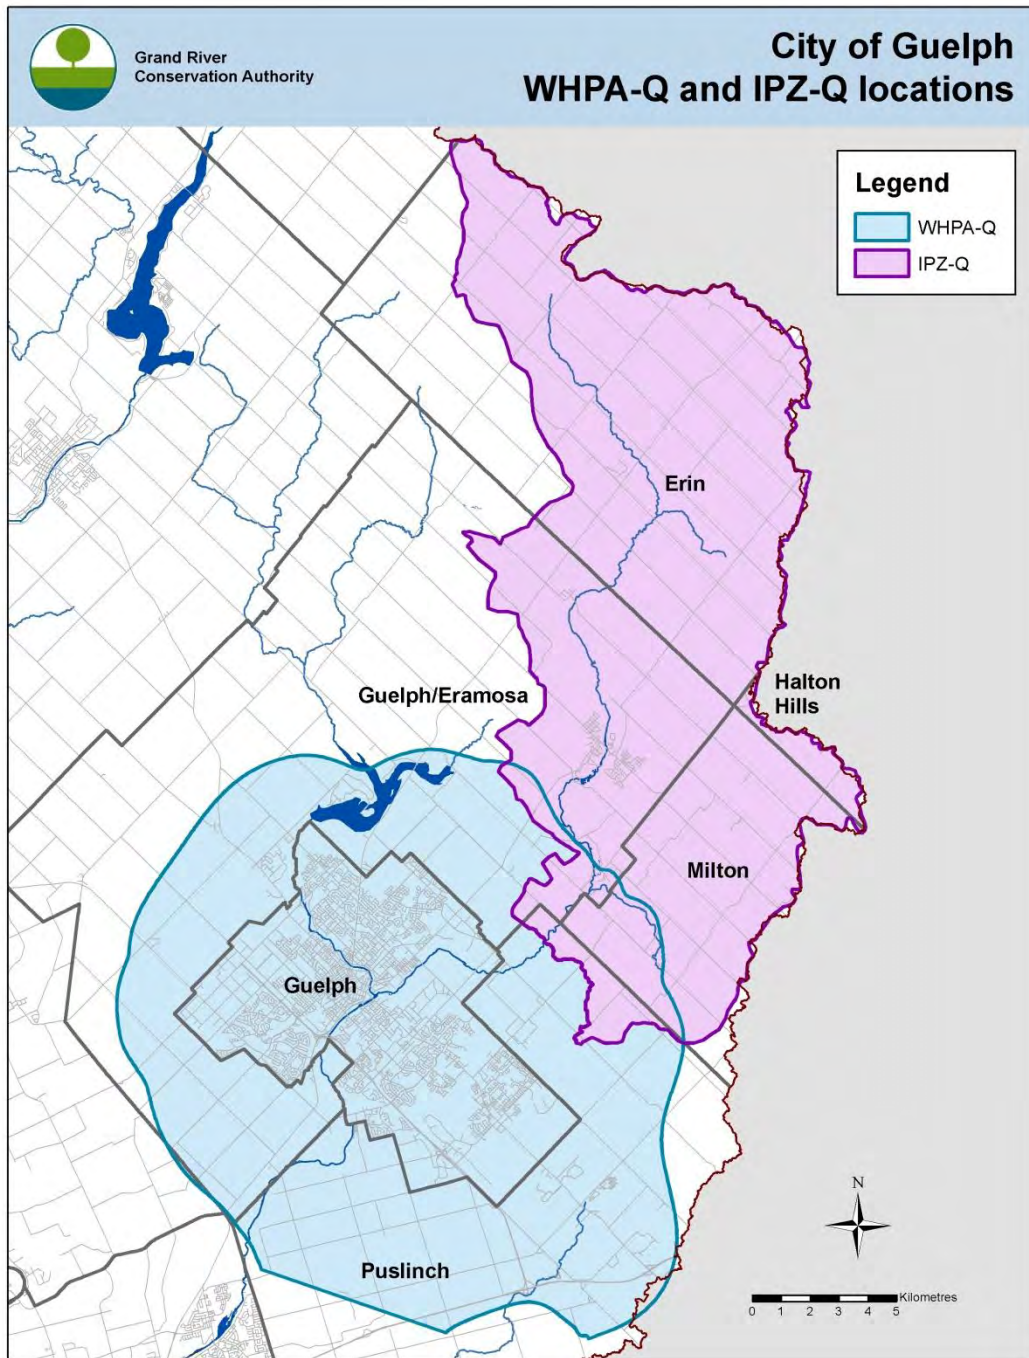 Grand River
Conservation Authority
City of Guelph
WHPA-Q and IPZ-Q locations
Legend
WHPA-Q
IPZ-Q
Erin
Halton
Hills
Guelph/Eramosa
Milton
Guelph
Puslinch
N
Kilometres
0 1 2 3 4 5